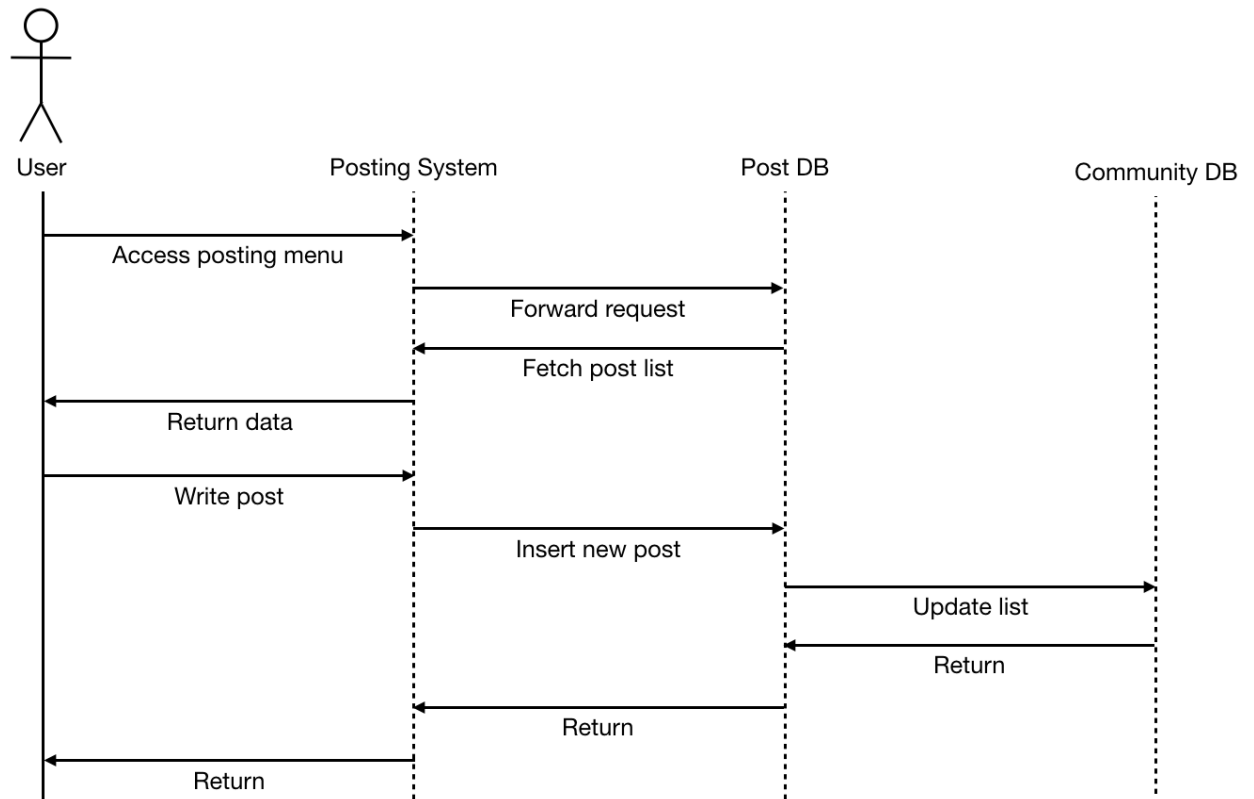 User
Posting System
Post DB
Community DB
Access posting menu
Forward request
Fetch post list
Return data
Write post
Insert new post
Update list
Return
Return
Return